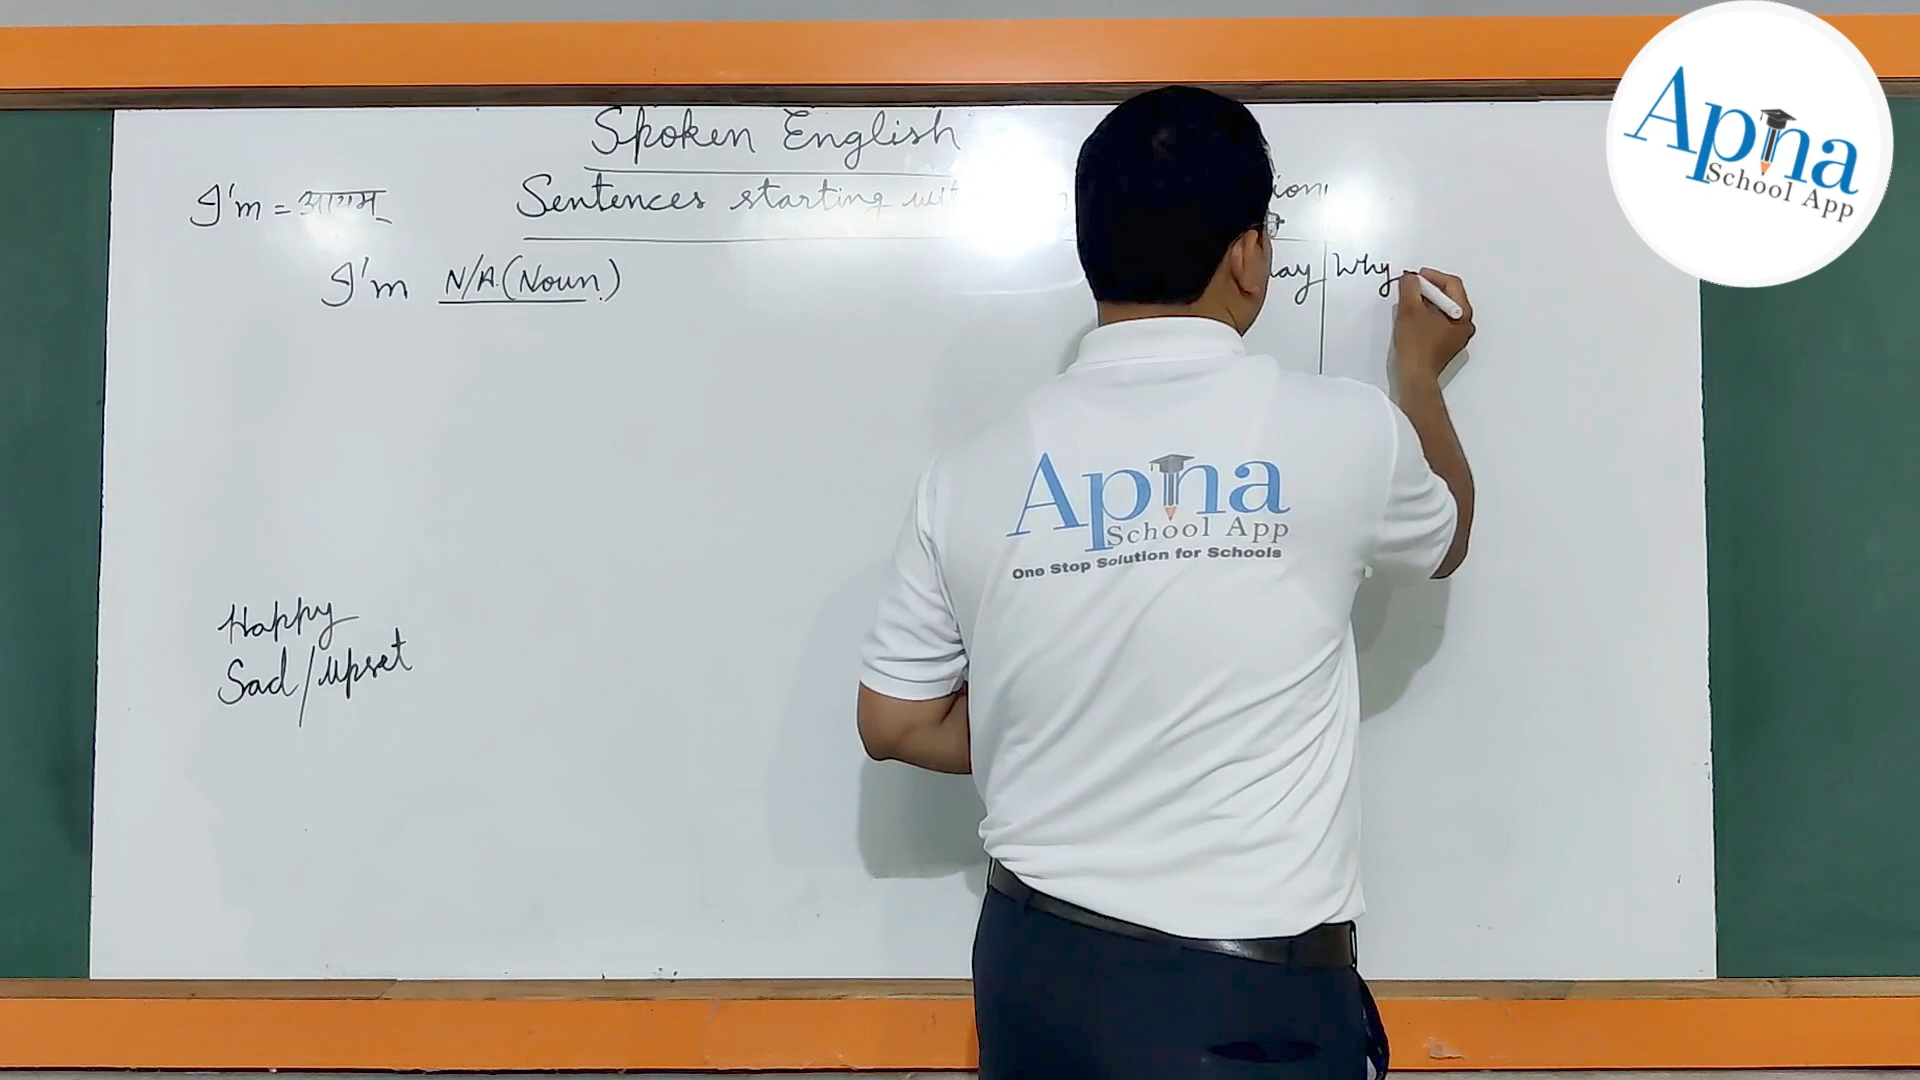 Spoken English
I'm = आयम्
Sentences starting
I'm N/A. (Noun.)
Why
Happy
Sad/Upset
Apna
School App
One Stop Solution for Schools
Apna
School App